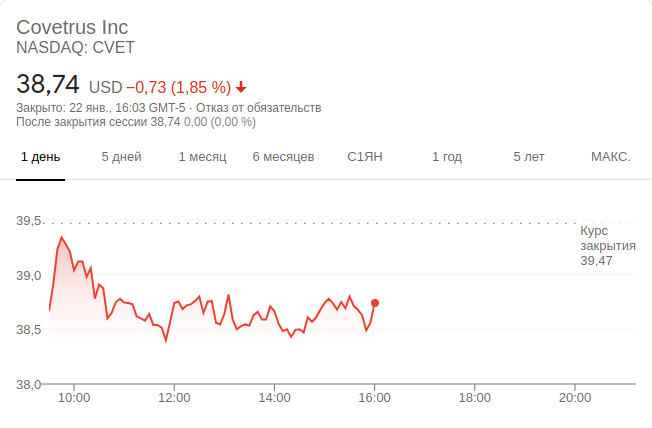 Covetrus Inc
NASDAQ: CVET
38,74 USD −0,73 (1,85 %)
Закрыто: 22 янв., 16:03 GMT-5 · Отказ от обязательств
После закрытия сессии 38,74 0,00 (0,00 %)
1 день 5 дней 1 месяц 6 месяцев С1ЯН 1 год 5 лет МАКС.
39,5
Курс
закрытия
39,47
39,0
38,5
38,0
10:00 12:00 14:00 16:00 18:00 20:00